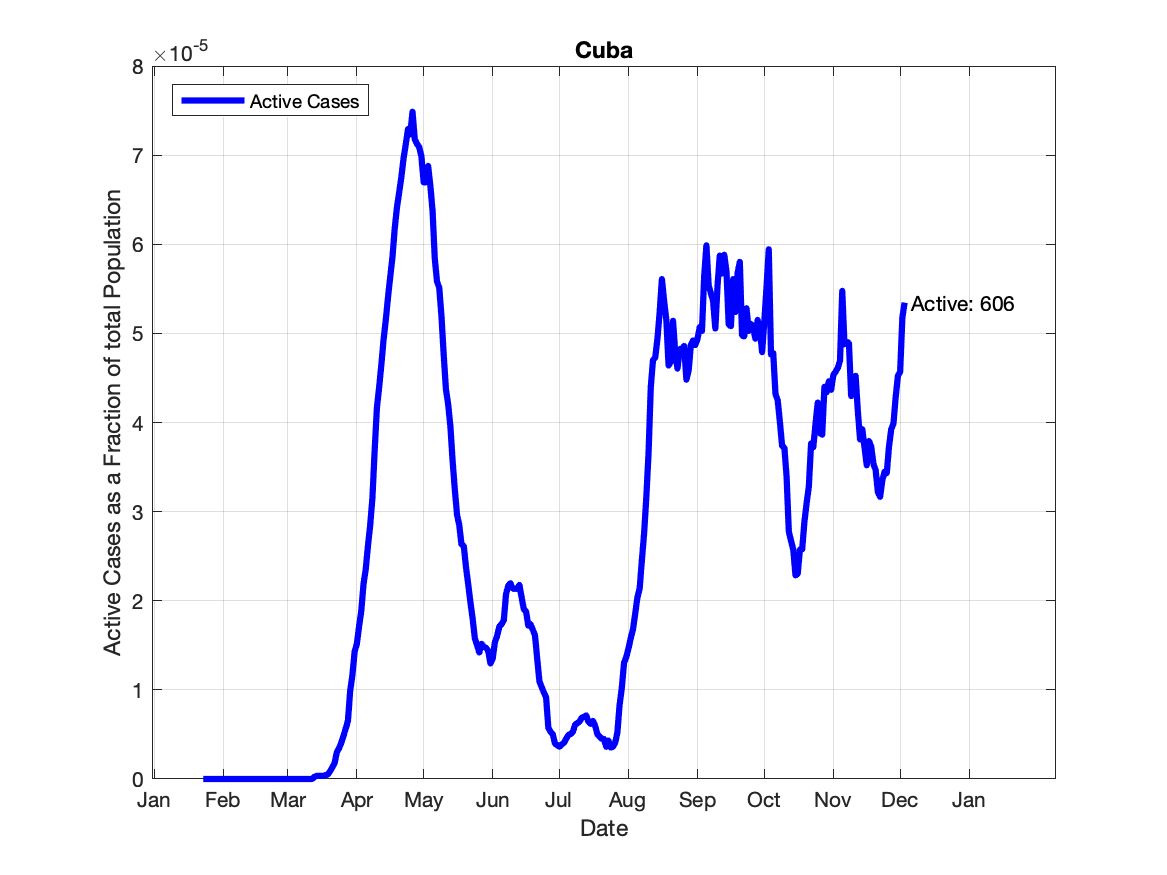 Cuba
×10-5
Active Cases
8
7
6
5
4
3
2
1
0
Active Cases as a Fraction of total Population
Active: 606
Jan Feb Mar Apr May Jun Jul Aug Sep Oct Nov Dec Jan
Date